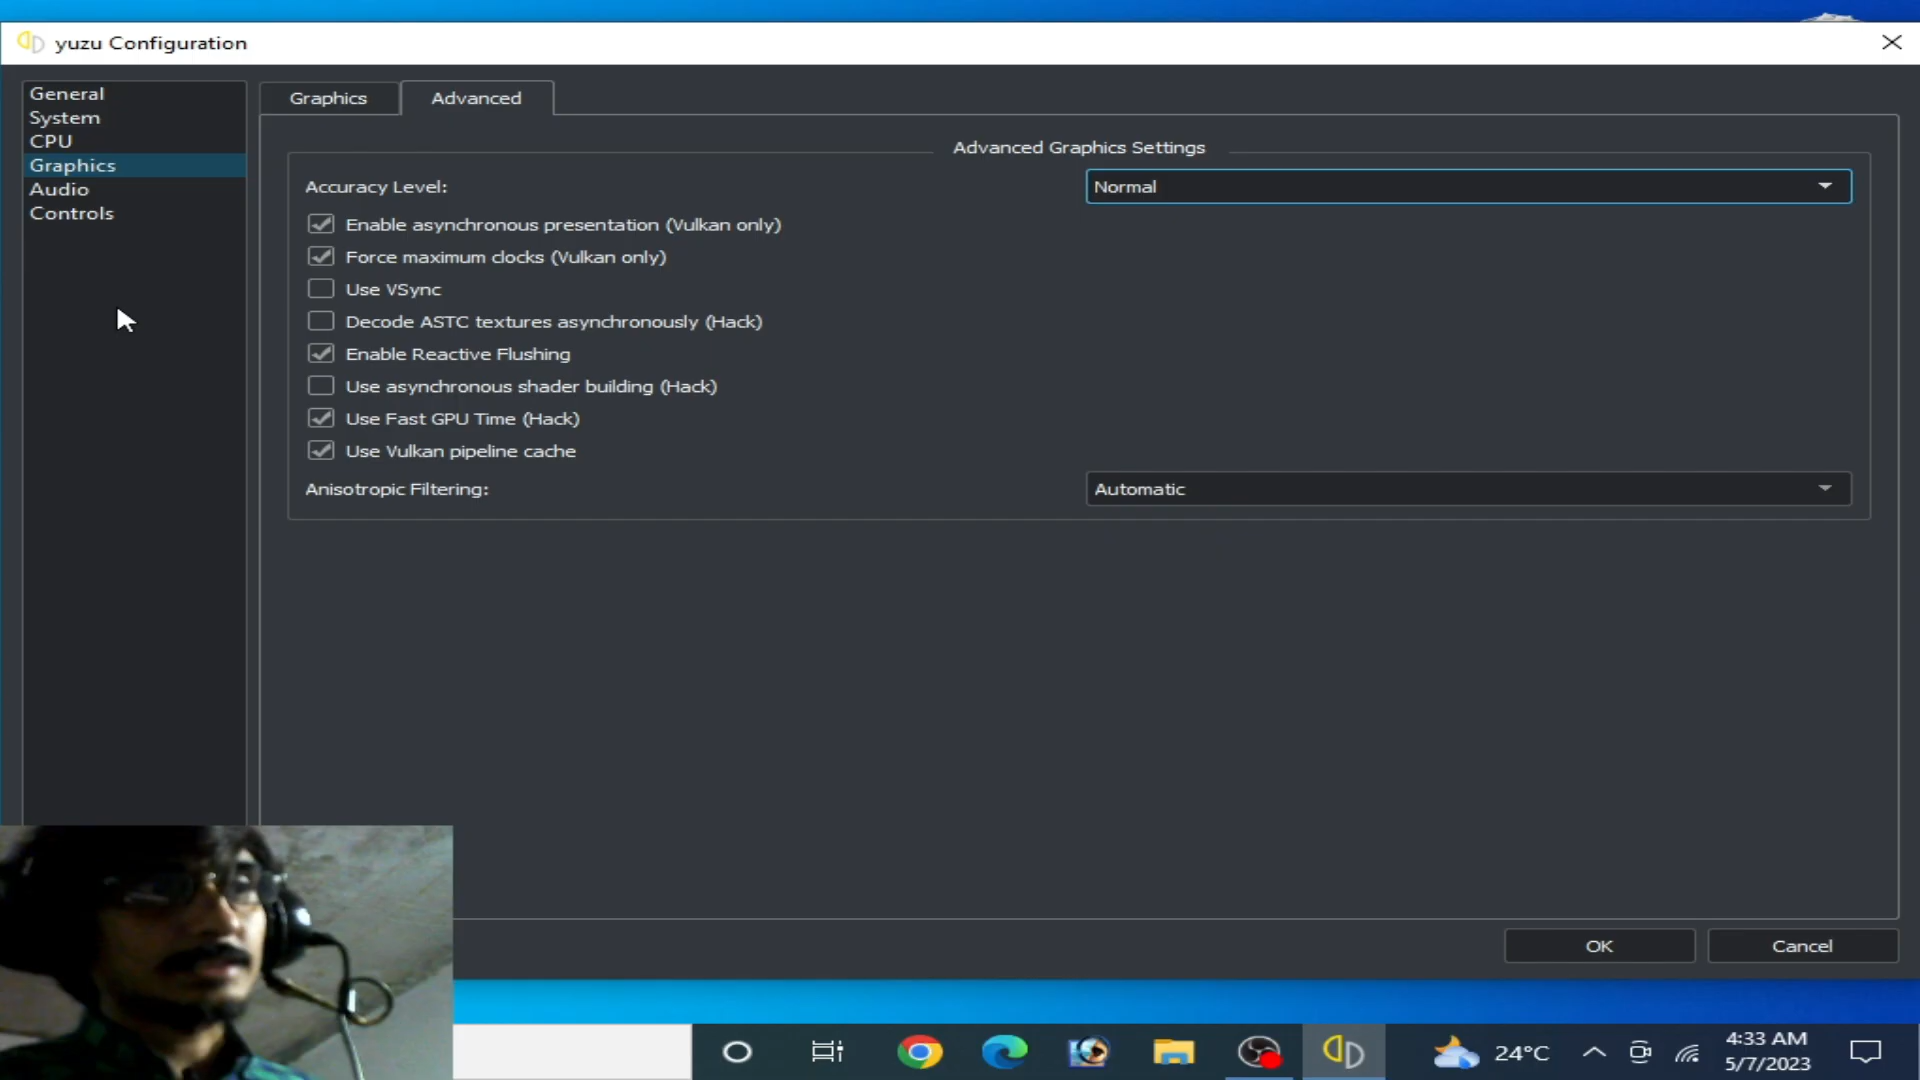 yuzu Configuration
General
System
CPU
Graphics
Audio
Controls
Graphics
Advanced
Advanced Graphics Settings
Accuracy Level:
Normal
Enable asynchronous presentation (Vulkan only)
Force maximum clocks (Vulkan only)
Use VSync
Decode ASTC textures asynchronously (Hack)
Enable Reactive Flushing
Use asynchronous shader building (Hack)
Use Fast GPU Time (Hack)
Use Vulkan pipeline cache
Anisotropic Filtering:
Automatic
OK
Cancel
24°C
4:33 AM
5/7/2023